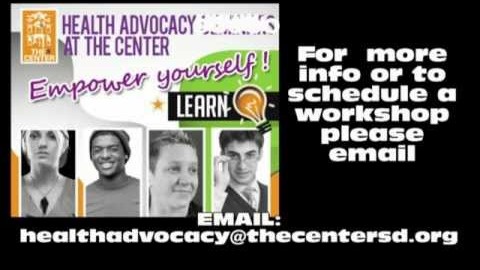 HEALTH ADVOCACY
AT THE CENTER
THE
CENTER
Empower yourself!
LEARN
For more
info or to
schedule a
workshop
please
email
EMAIL:
healthadvocacy@thecentersd.org